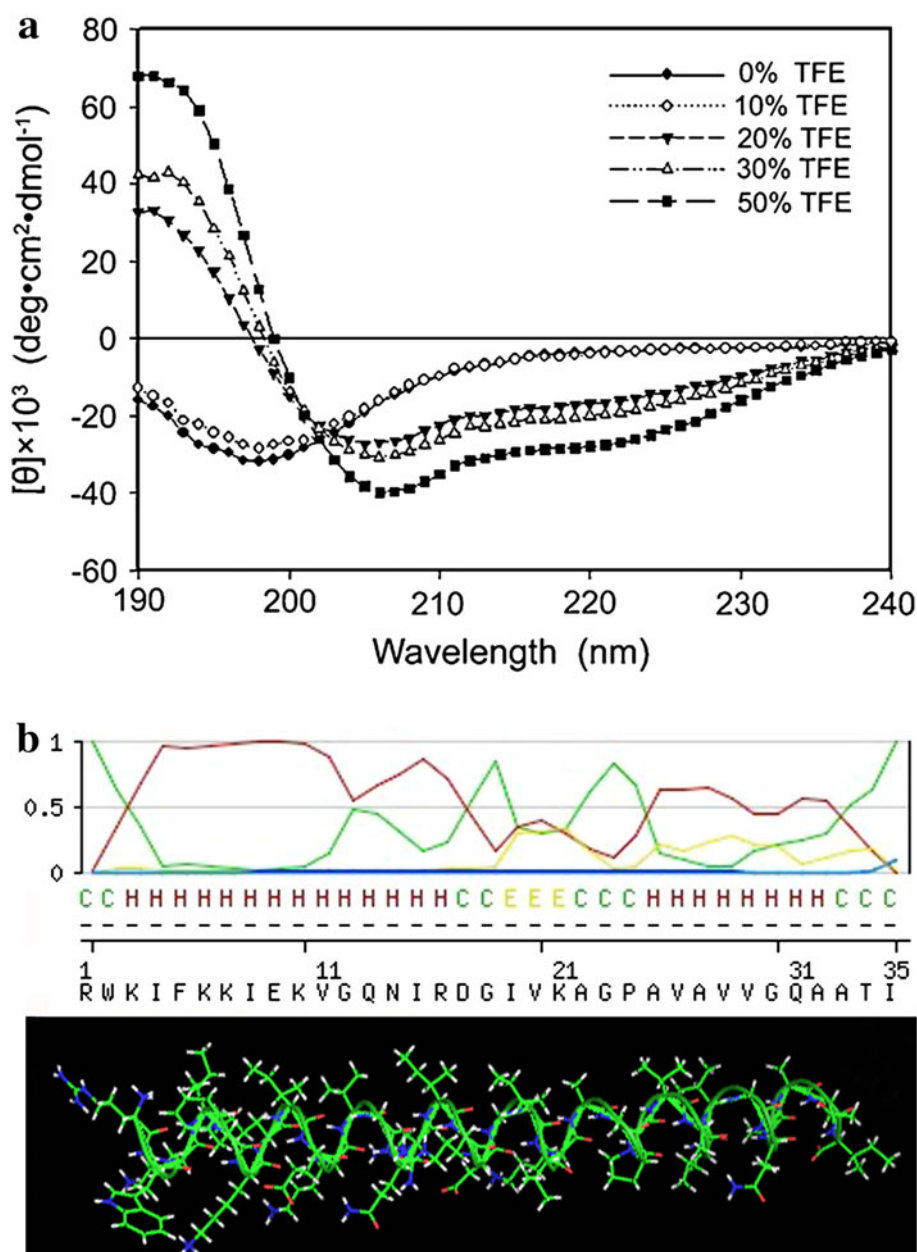 a
80
60
40
20
0
-20
-40
-60
[θ]×10³ (deg•cm²•dmol⁻¹)
0% TFE
10% TFE
20% TFE
30% TFE
50% TFE
190 200 210 220 230 240
Wavelength (nm)
b
1
0.5
0
C C H H H H H H H H H H H H H H C C E E E C C C H H H H H H H H C C C
1 11 21 31 35
R W K I F K K I E K V G Q N I R D G I V K A G P A V A V V G Q A A T I